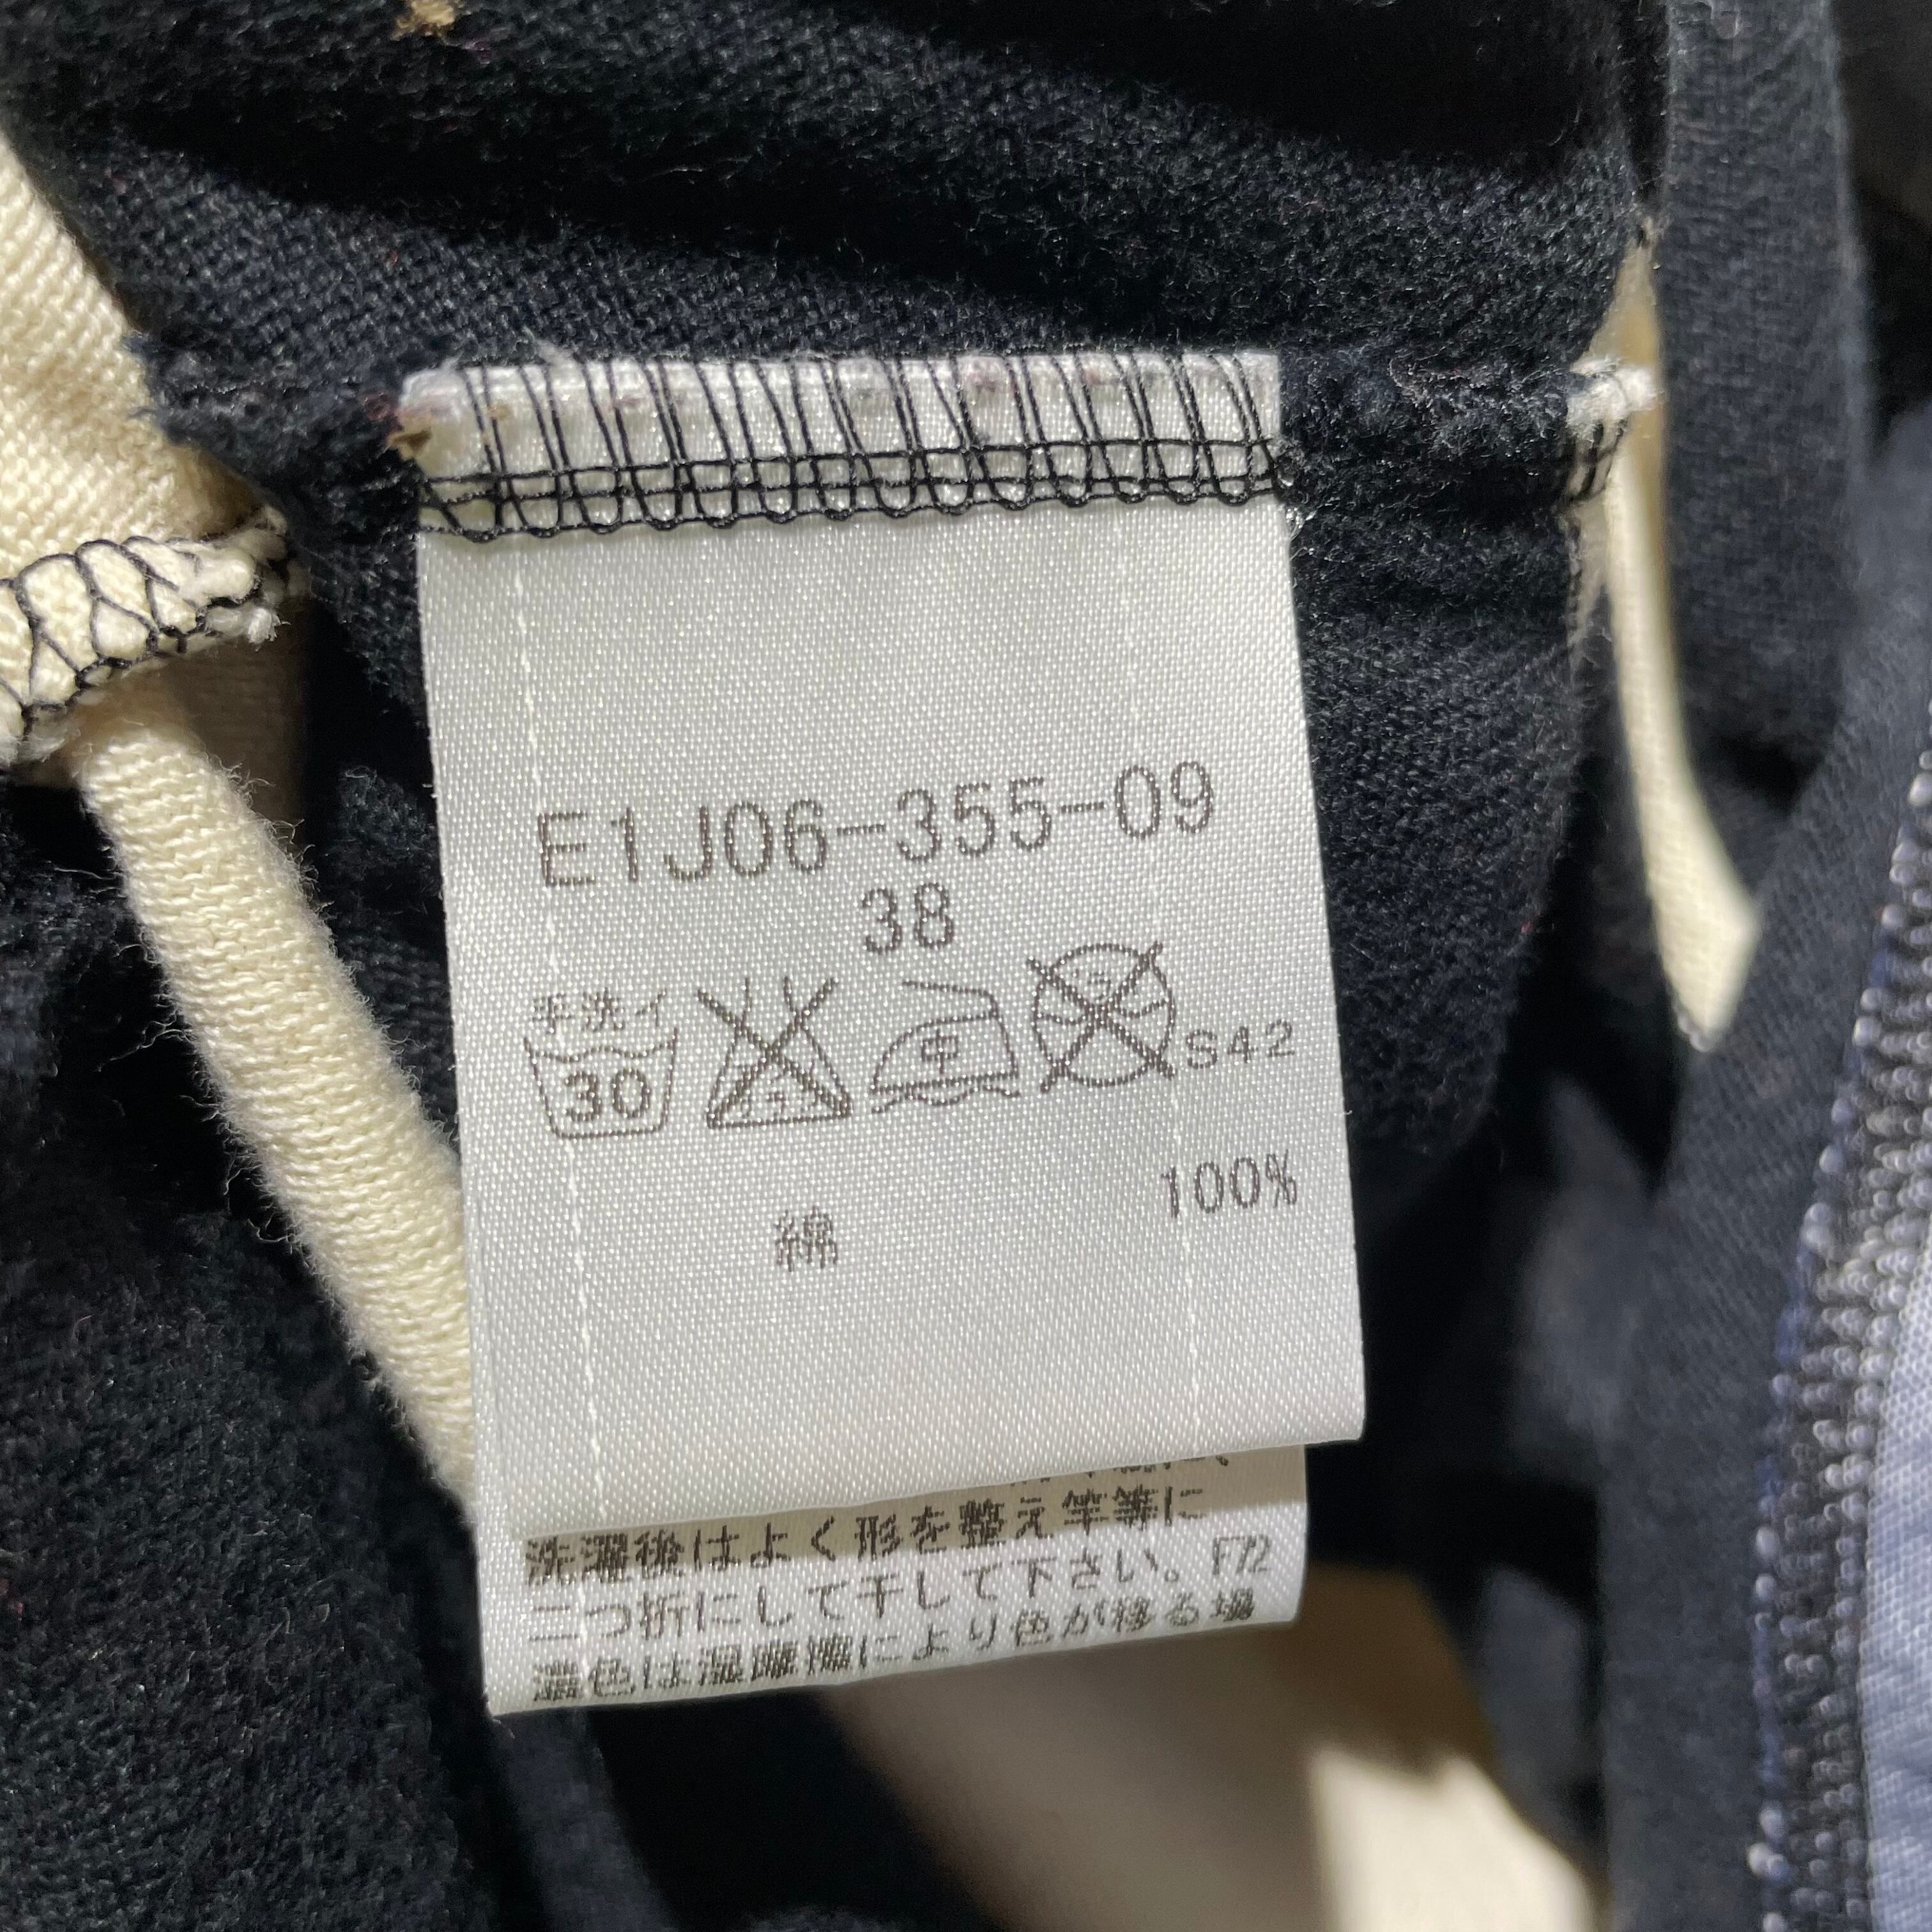 E1J06-355-09
38
手洗イ
30 中 S42
綿 100%
洗濯後はよく形を整え竿等に
二つ折にして干して下さい。 F72
濃色は湿摩擦により色が移る場